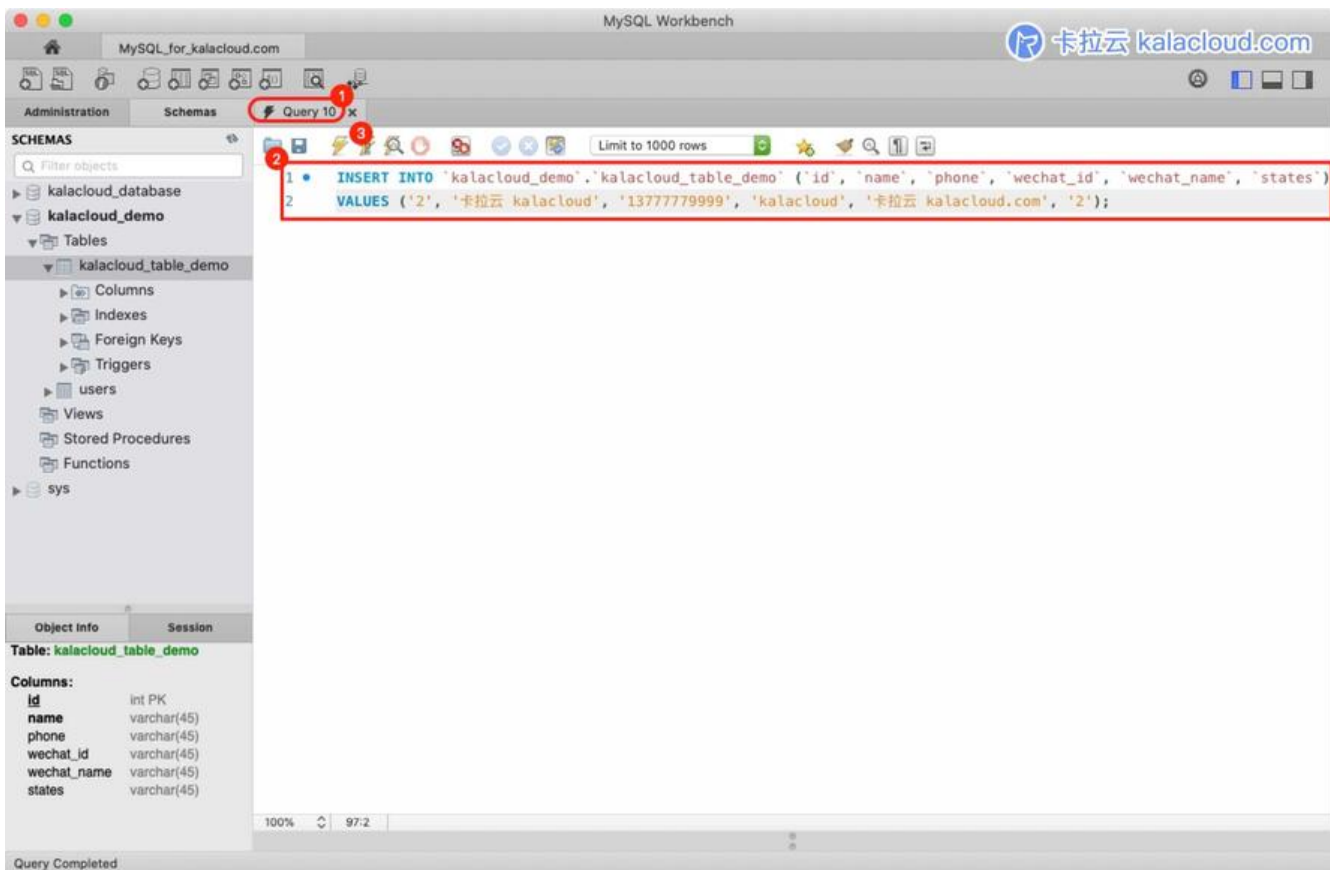 MySQL Workbench
MySQL_for_kalacloud.com
卡拉云 kalacloud.com
Administration
Schemas
Query 10
1
SCHEMAS
Filter objects
kalacloud_database
kalacloud_demo
Tables
kalacloud_table_demo
Columns
Indexes
Foreign Keys
Triggers
users
Views
Stored Procedures
Functions
sys
3
Limit to 1000 rows
2
1 INSERT INTO `kalacloud_demo`.`kalacloud_table_demo` (`id`, `name`, `phone`, `wechat_id`, `wechat_name`, `states`)
2 VALUES ('2', '卡拉云 kalacloud', '13777779999', 'kalacloud', '卡拉云 kalacloud.com', '2');
Object Info
Session
Table: kalacloud_table_demo
Columns:
id int PK
name varchar(45)
phone varchar(45)
wechat_id varchar(45)
wechat_name varchar(45)
states varchar(45)
100% 97:2
Query Completed